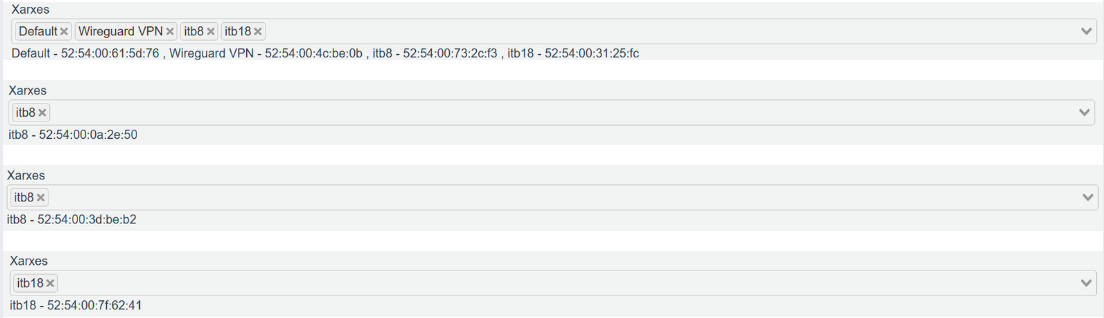 Xarxes
Default Wireguard VPN itb8 itb18
Default - 52:54:00:61:5d:76 , Wireguard VPN - 52:54:00:4c:be:0b , itb8 - 52:54:00:73:2c:f3 , itb18 - 52:54:00:31:25:fc
Xarxes
itb8
itb8 - 52:54:00:0a:2e:50
Xarxes
itb8
itb8 - 52:54:00:3d:be:b2
Xarxes
itb18
itb18 - 52:54:00:7f:62:41